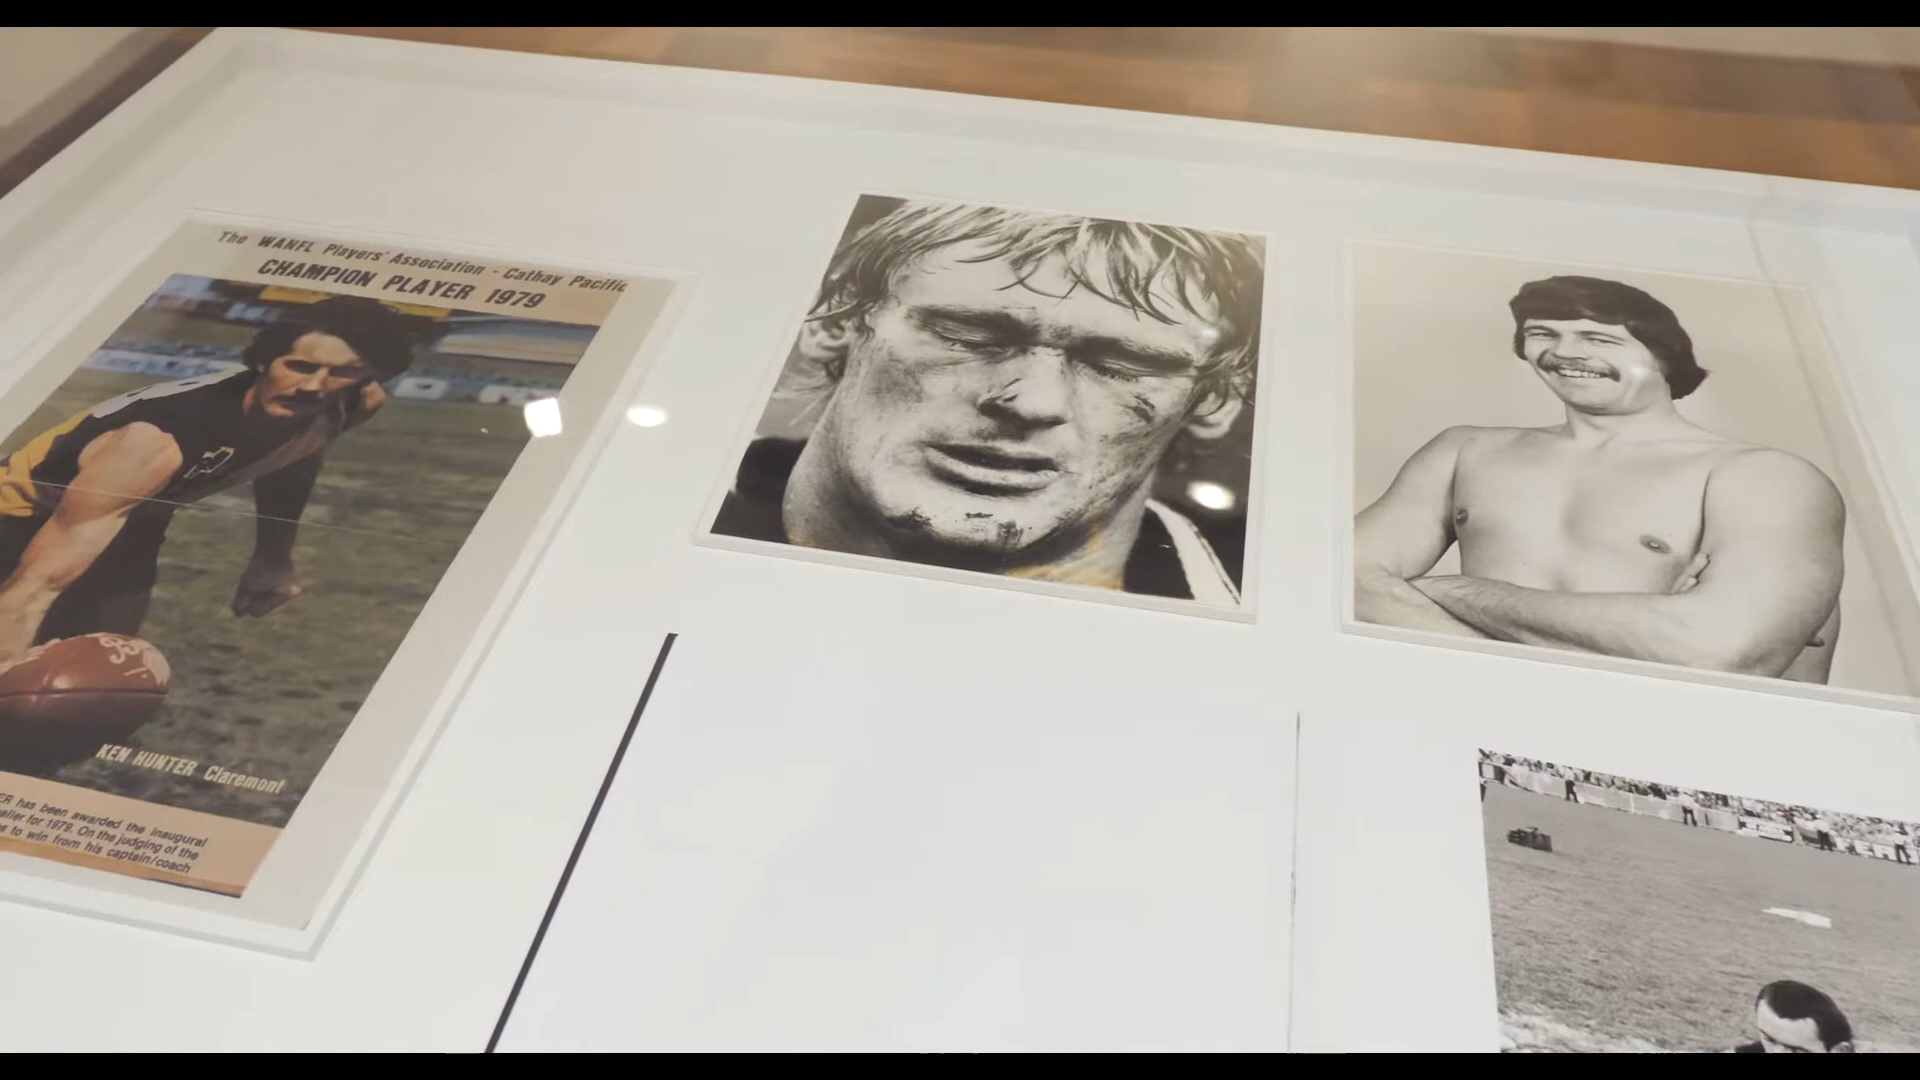 The WANFL Players' Association - Cathay Pacific
CHAMPION PLAYER 1979
KEN HUNTER Claremont
ER has been awarded the inaugural
for 1979. On the judging of the
to win from his captain/coach